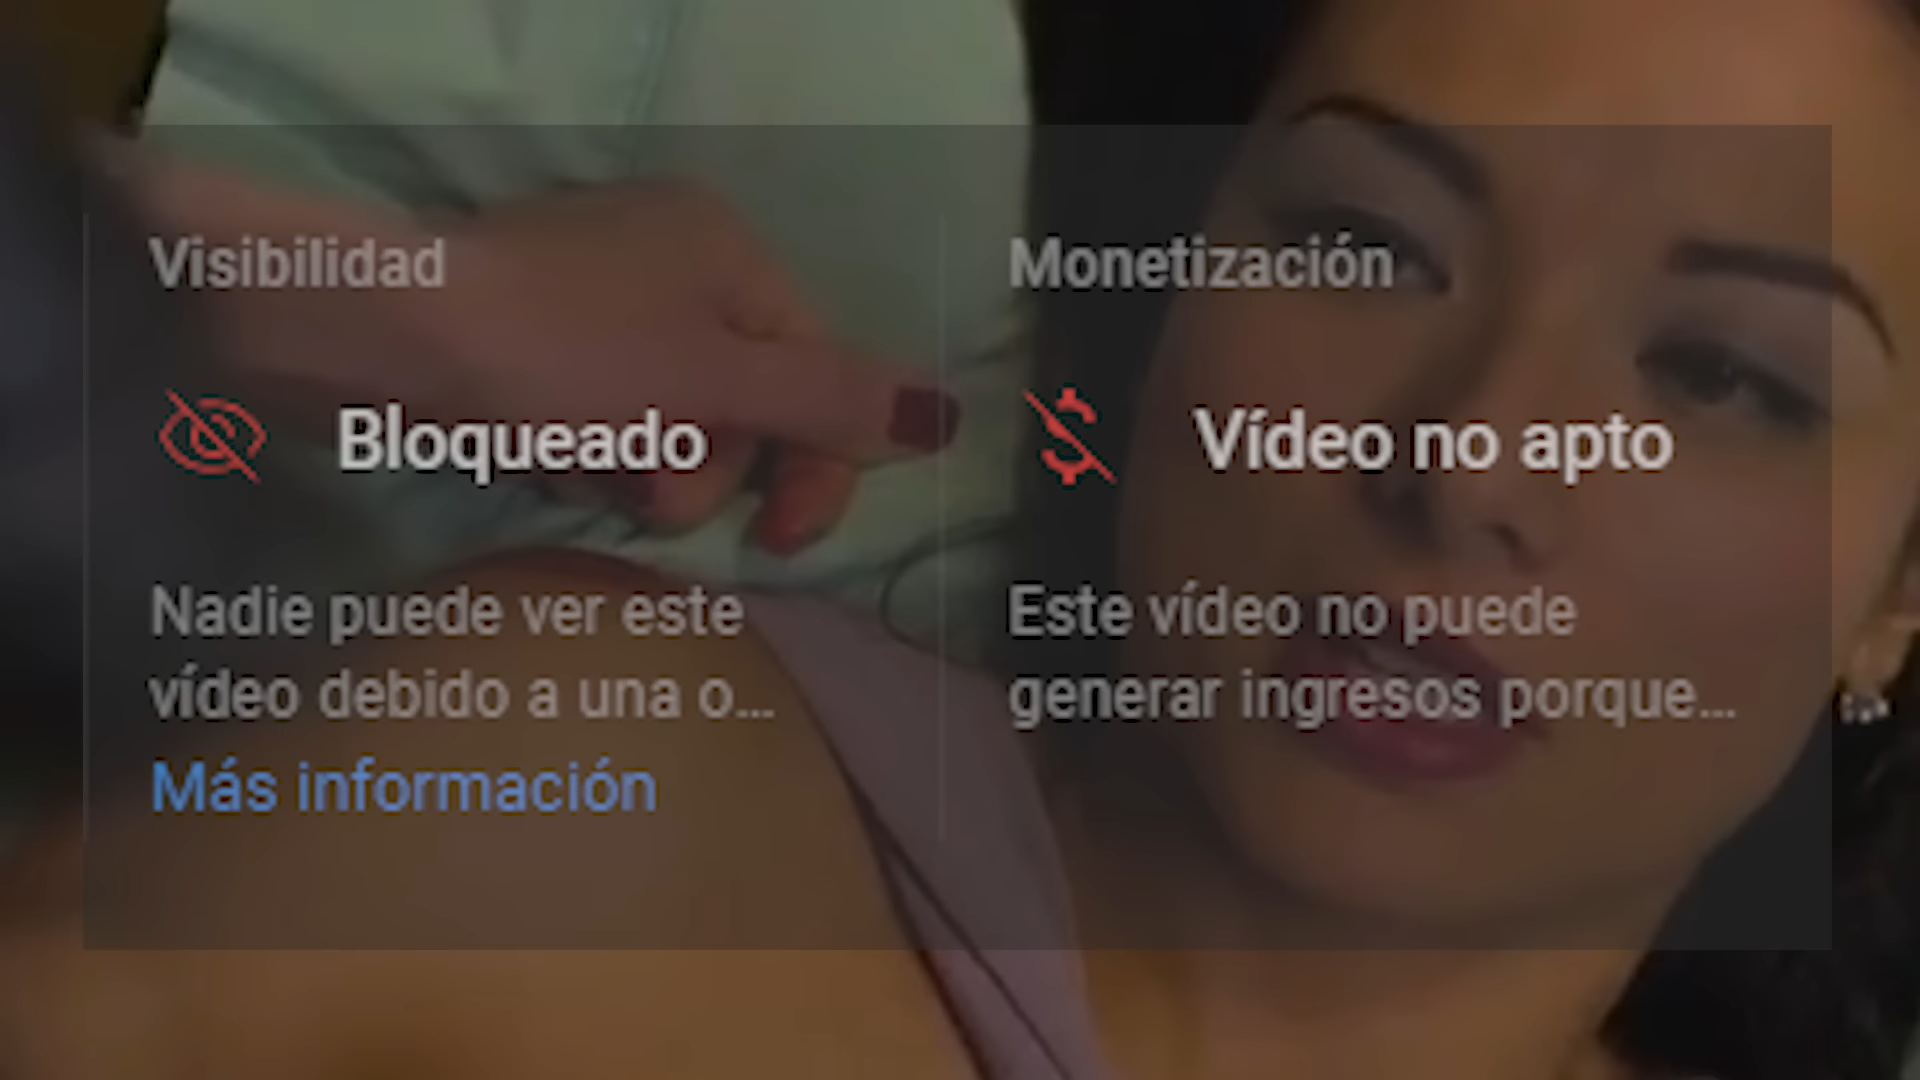 Visibilidad
Monetización
Bloqueado
Vídeo no apto
Nadie puede ver este
vídeo debido a una o...
Más información
Este vídeo no puede
generar ingresos porque...